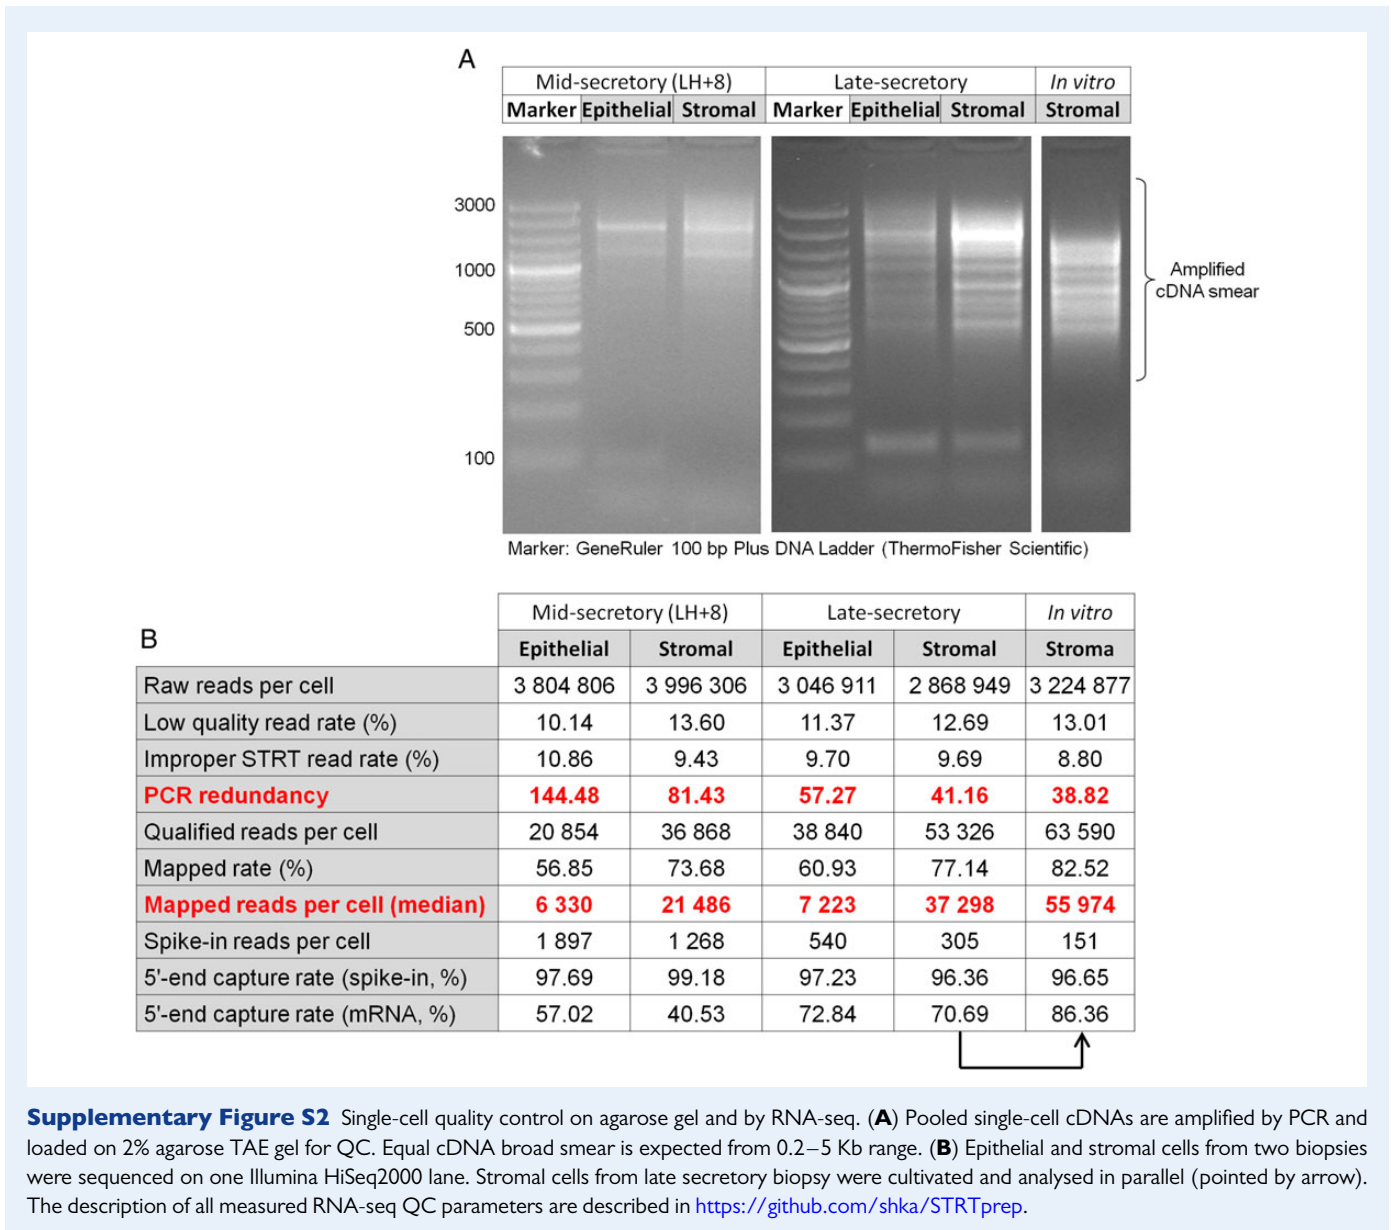 A
Mid-secretory (LH+8) Late-secretory In vitro
Marker Epithelial Stromal Marker Epithelial Stromal Stromal
3000
1000
500
100
Amplified
cDNA smear
Marker: GeneRuler 100 bp Plus DNA Ladder (ThermoFisher Scientific)
B
Mid-secretory (LH+8) Late-secretory In vitro
Epithelial Stromal Epithelial Stromal Stroma
Raw reads per cell 3 804 806 3 996 306 3 046 911 2 868 949 3 224 877
Low quality read rate (%) 10.14 13.60 11.37 12.69 13.01
Improper STRT read rate (%) 10.86 9.43 9.70 9.69 8.80
PCR redundancy 144.48 81.43 57.27 41.16 38.82
Qualified reads per cell 20 854 36 868 38 840 53 326 63 590
Mapped rate (%) 56.85 73.68 60.93 77.14 82.52
Mapped reads per cell (median) 6 330 21 486 7 223 37 298 55 974
Spike-in reads per cell 1 897 1 268 540 305 151
5'-end capture rate (spike-in, %) 97.69 99.18 97.23 96.36 96.65
5'-end capture rate (mRNA, %) 57.02 40.53 72.84 70.69 86.36
Supplementary Figure S2 Single-cell quality control on agarose gel and by RNA-seq. (A) Pooled single-cell cDNAs are amplified by PCR and
loaded on 2% agarose TAE gel for QC. Equal cDNA broad smear is expected from 0.2–5 Kb range. (B) Epithelial and stromal cells from two biopsies
were sequenced on one Illumina HiSeq2000 lane. Stromal cells from late secretory biopsy were cultivated and analysed in parallel (pointed by arrow).
The description of all measured RNA-seq QC parameters are described in https://github.com/shka/STRTprep.